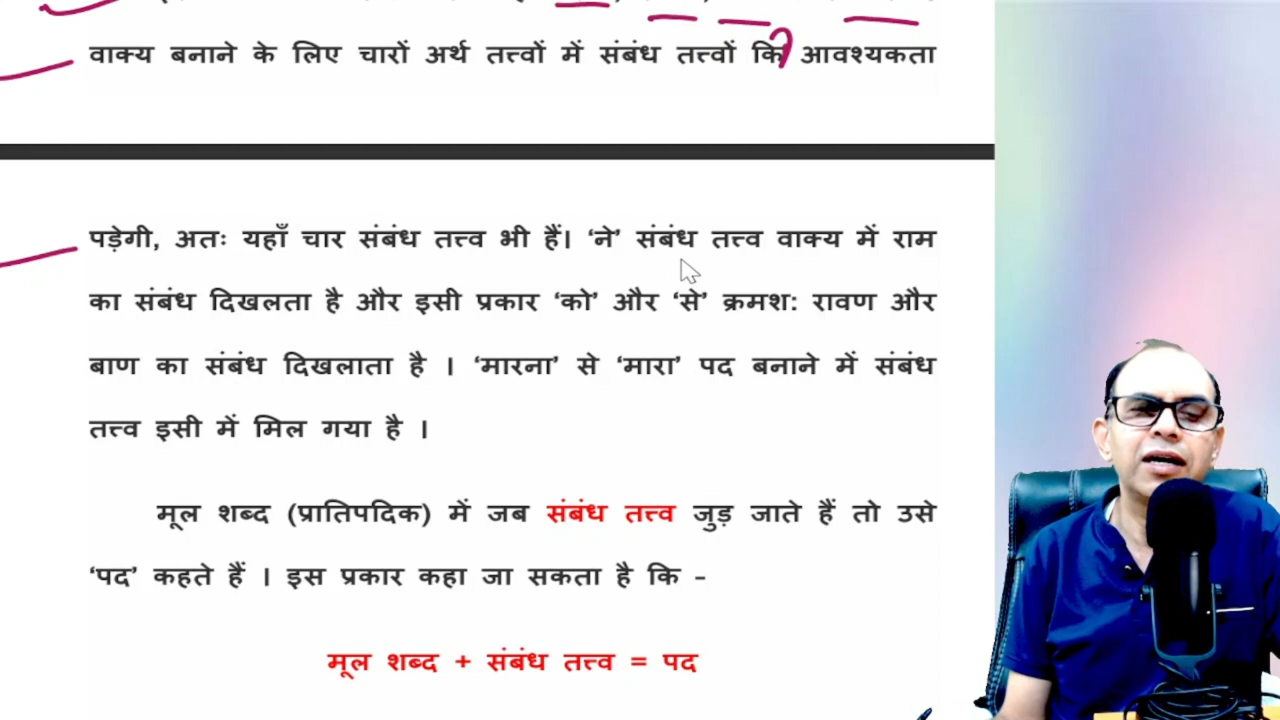 वाक्य बनाने के लिए चारों अर्थ तत्त्वों में संबंध तत्त्वों कि आवश्यकता
पड़ेगी, अतः यहाँ चार संबंध तत्त्व भी हैं। ‘ने’ संबंध तत्त्व वाक्य में राम
का संबंध दिखलता है और इसी प्रकार ‘को’ और ‘से’ क्रमश: रावण और
बाण का संबंध दिखलाता है । ‘मारना’ से ‘मारा’ पद बनाने में संबंध
तत्त्व इसी में मिल गया है ।
मूल शब्द (प्रातिपदिक) में जब संबंध तत्त्व जुड़ जाते हैं तो उसे
‘पद’ कहते हैं । इस प्रकार कहा जा सकता है कि –
मूल शब्द + संबंध तत्त्व = पद